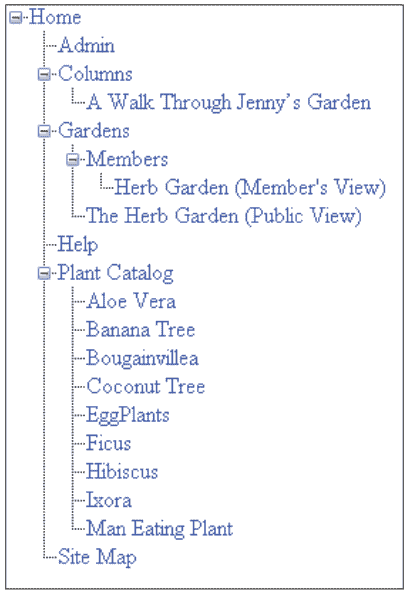 Home
Admin
Columns
A Walk Through Jenny's Garden
Gardens
Members
Herb Garden (Member's View)
The Herb Garden (Public View)
Help
Plant Catalog
Aloe Vera
Banana Tree
Bougainvillea
Coconut Tree
EggPlants
Ficus
Hibiscus
Ixora
Man Eating Plant
Site Map